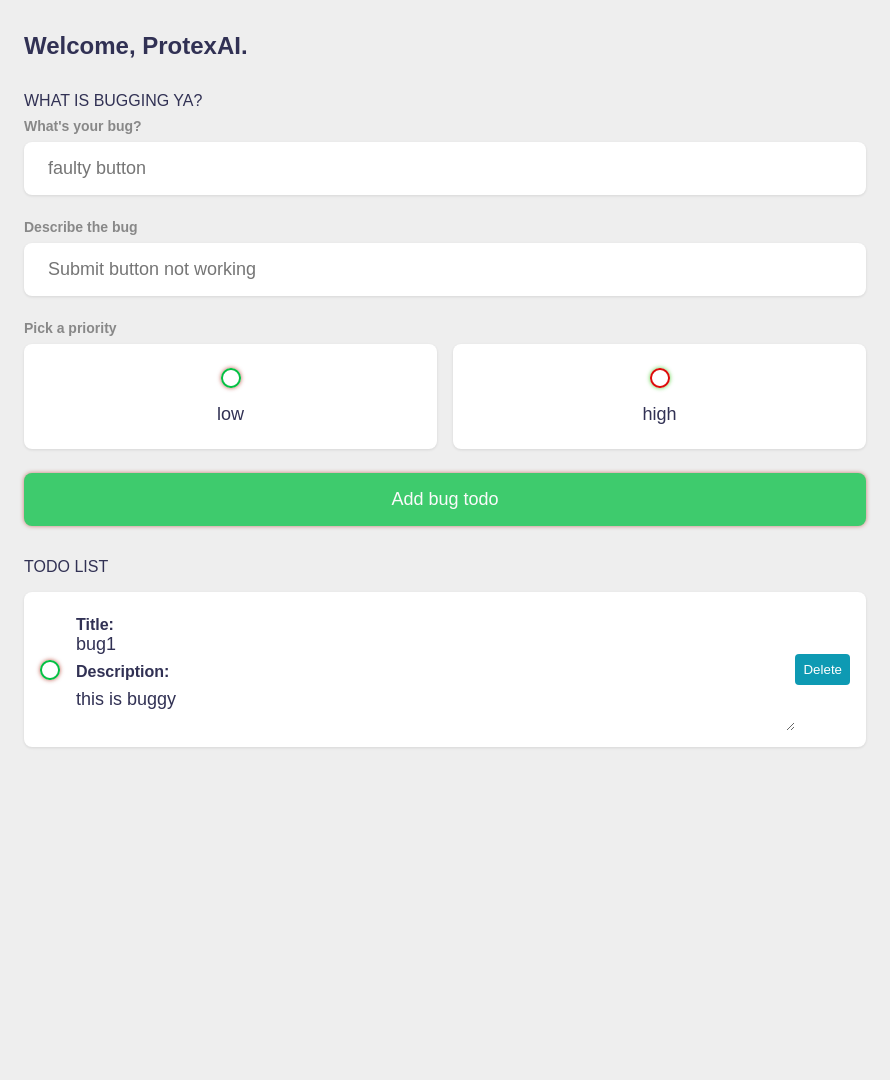 Welcome, ProtexAI.
WHAT IS BUGGING YA?
What's your bug?
faulty button
Describe the bug
Submit button not working
Pick a priority
low
high
Add bug todo
TODO LIST
Title:
bug1
Description:
this is buggy
Delete